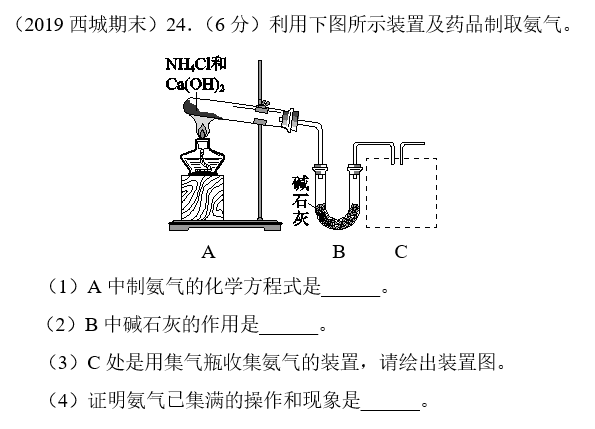 （2019 西城期末）24.（6 分）利用下图所示装置及药品制取氨气。
NH₄Cl和
Ca(OH)₂
碱石灰
A B C
（1）A 中制氨气的化学方程式是______。
（2）B 中碱石灰的作用是______。
（3）C 处是用集气瓶收集氨气的装置，请绘出装置图。
（4）证明氨气已集满的操作和现象是______。